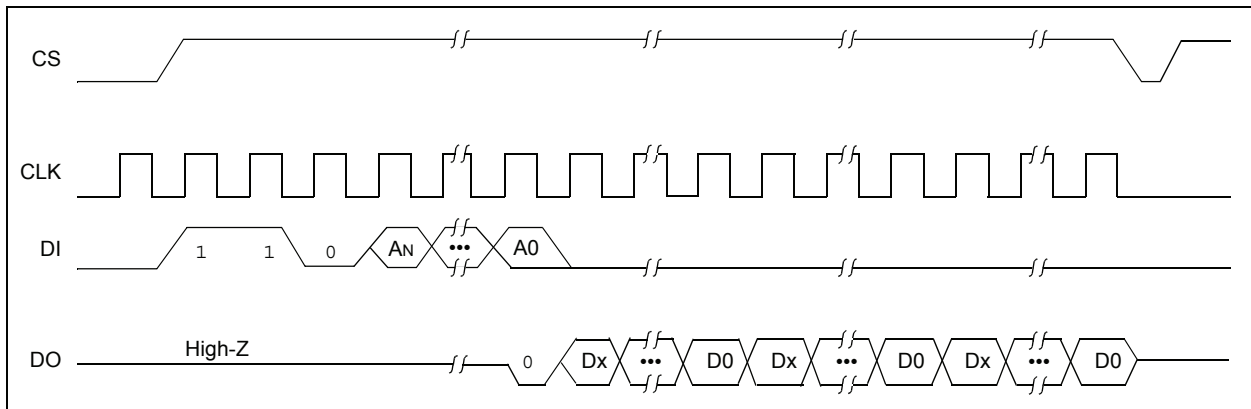 CS
CLK
DI 1 1 0 AN ••• A0
DO High-Z 0 Dx ••• D0 Dx ••• D0 Dx ••• D0